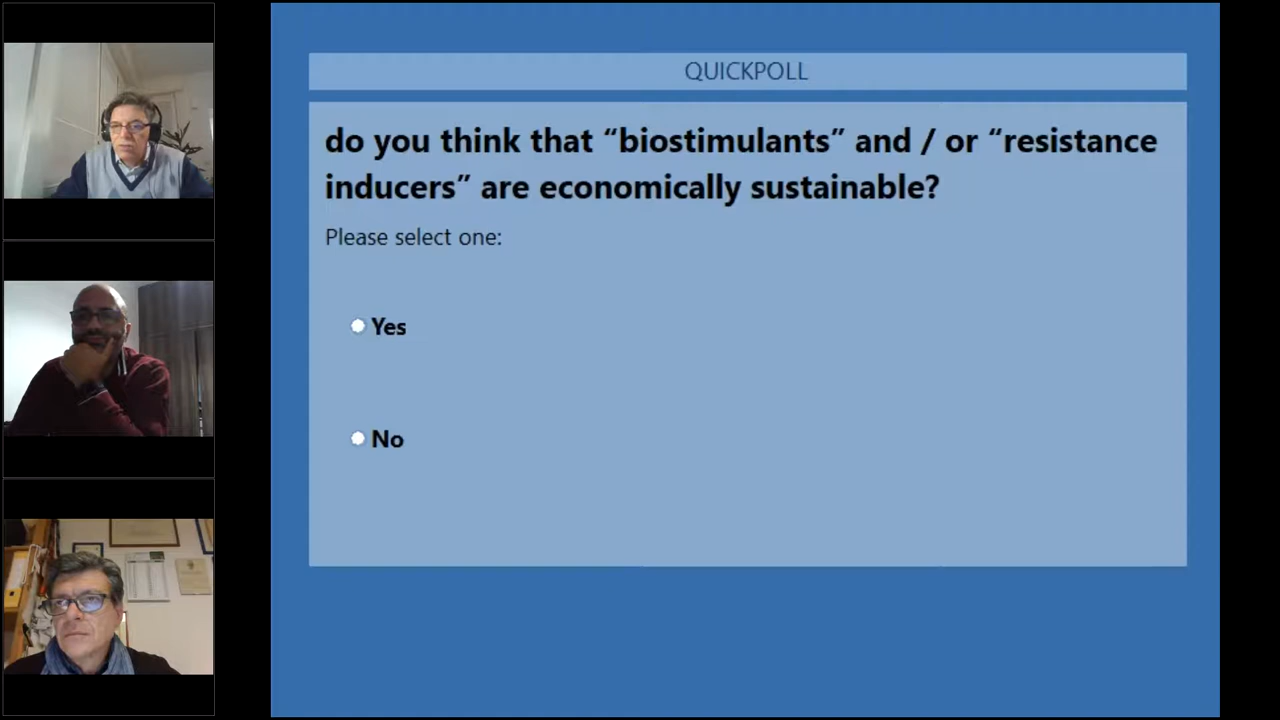 QUICKPOLL
do you think that “biostimulants” and / or “resistance
inducers” are economically sustainable?
Please select one:
Yes
No